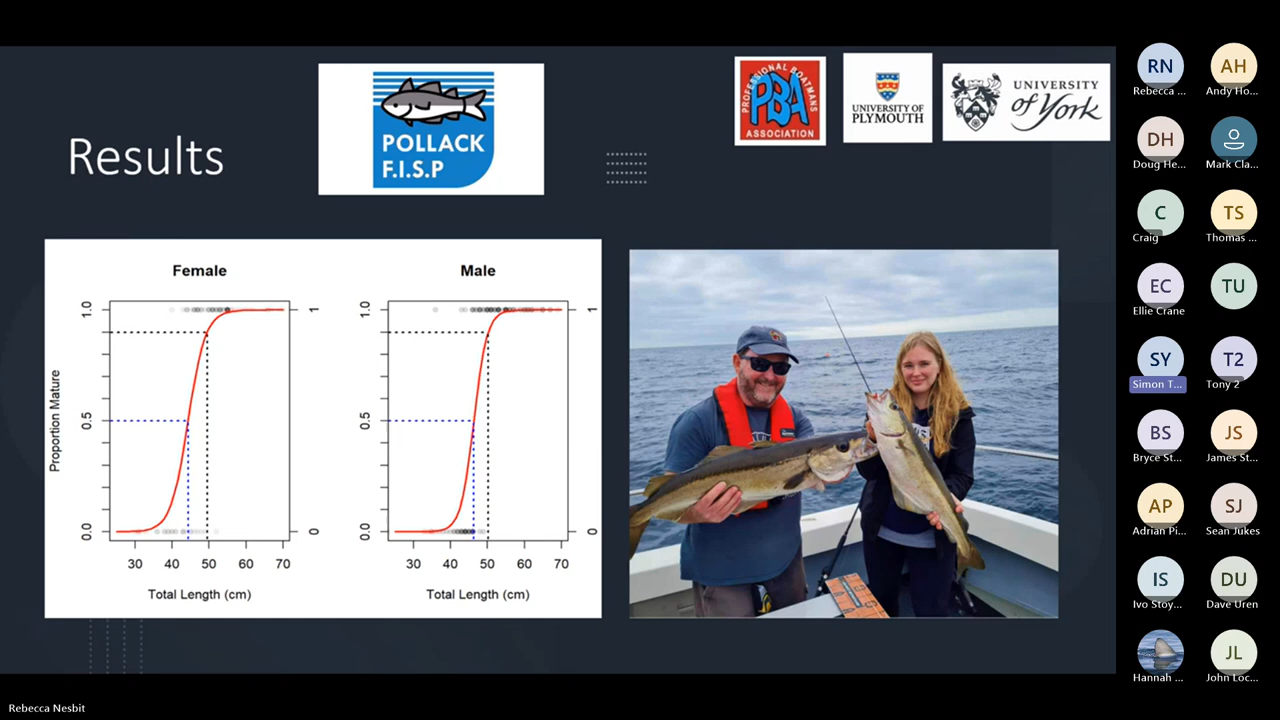 Results
POLLACK
F.I.S.P
PROFESSIONAL BOATMANS
PBA
ASSOCIATION
UNIVERSITY OF
PLYMOUTH
UNIVERSITY
of York
Female
Male
Proportion Mature
1.0
0.5
0.0
1
0
30 40 50 60 70
Total Length (cm)
1.0
0.5
0.0
1
0
30 40 50 60 70
Total Length (cm)
RN
Rebecca ...
AH
Andy Ho...
DH
Doug He...
Mark Cla...
C
Craig
TS
Thomas ...
EC
Ellie Crane
TU
SY
Simon T...
T2
Tony 2
BS
Bryce St...
JS
James St...
AP
Adrian Pi...
SJ
Sean Jukes
IS
Ivo Stoy...
DU
Dave Uren
Hannah ...
JL
John Loc...
Rebecca Nesbit